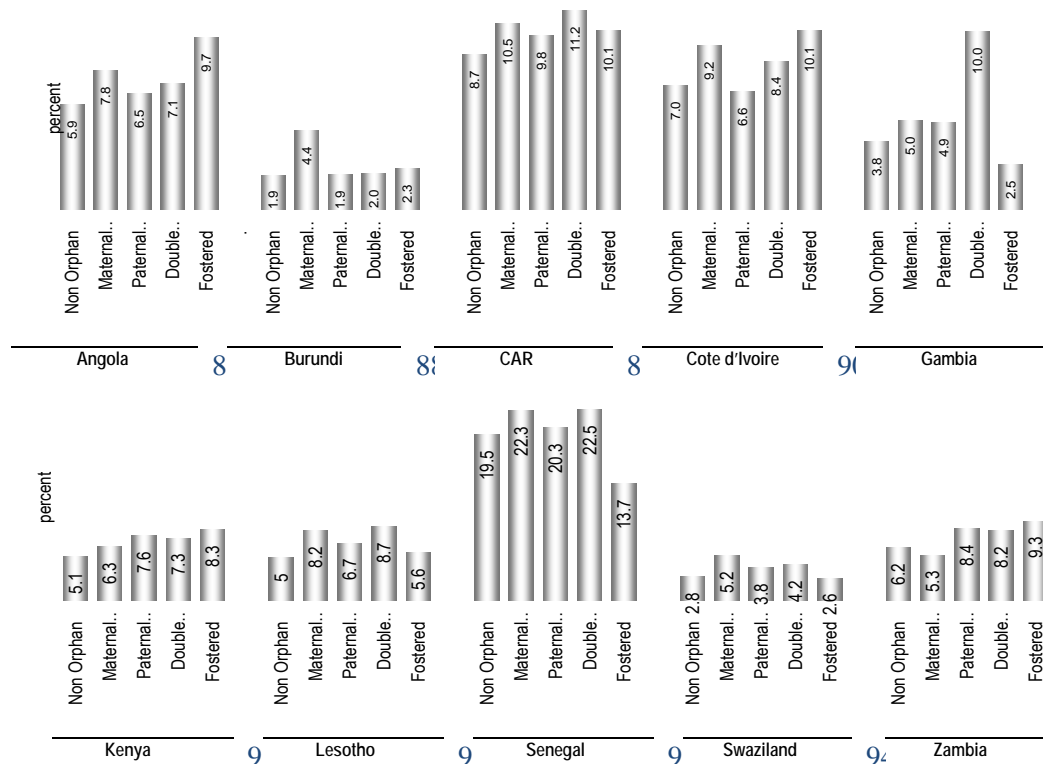 percent
5.9 7.8 6.5 7.1 9.7
1.9 4.4 1.9 2.0 2.3
8.7 10.5 9.8 11.2 10.1
7.0 9.2 6.6 8.4 10.1
3.8 5.0 4.9 10.0 2.5
Non Orphan Maternal.. Paternal.. Double.. Fostered
Non Orphan Maternal.. Paternal.. Double.. Fostered
Non Orphan Maternal.. Paternal.. Double.. Fostered
Non Orphan Maternal.. Paternal.. Double.. Fostered
Non Orphan Maternal.. Paternal.. Double.. Fostered
Angola 8 Burundi 88 CAR 8 Cote d'Ivoire 90 Gambia
percent
5.1 6.3 7.6 7.3 8.3
5 8.2 6.7 8.7 5.6
19.5 22.3 20.3 22.5 13.7
2.8 5.2 3.8 4.2 2.6
6.2 5.3 8.4 8.2 9.3
Non Orphan Maternal.. Paternal.. Double.. Fostered
Non Orphan Maternal.. Paternal.. Double.. Fostered
Non Orphan Maternal.. Paternal.. Double.. Fostered
Non Orphan Maternal.. Paternal.. Double.. Fostered
Non Orphan Maternal.. Paternal.. Double.. Fostered
Kenya 9 Lesotho 9 Senegal 9 Swaziland 94 Zambia